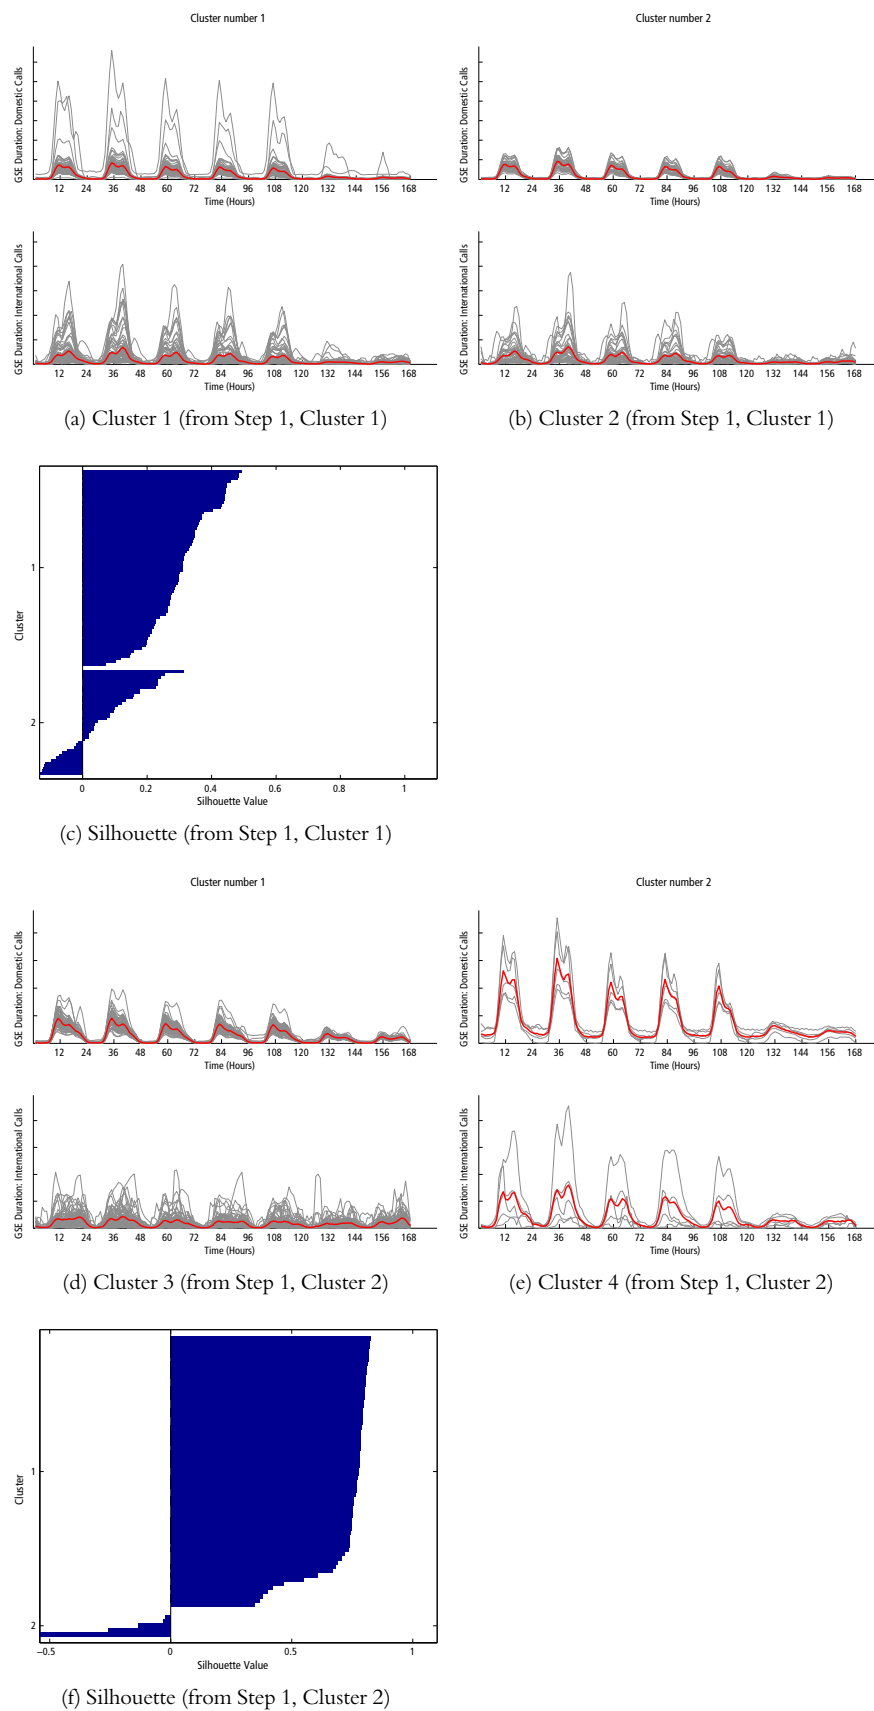 Cluster number 1
GSE Duration: Domestic Calls
12 24 36 48 60 72 84 96 108 120 132 144 156 168
Time (Hours)
GSE Duration: International Calls
12 24 36 48 60 72 84 96 108 120 132 144 156 168
Time (Hours)
(a) Cluster 1 (from Step 1, Cluster 1)
Cluster number 2
GSE Duration: Domestic Calls
12 24 36 48 60 72 84 96 108 120 132 144 156 168
Time (Hours)
GSE Duration: International Calls
12 24 36 48 60 72 84 96 108 120 132 144 156 168
Time (Hours)
(b) Cluster 2 (from Step 1, Cluster 1)
Cluster
1
2
0 0.2 0.4 0.6 0.8 1
Silhouette Value
(c) Silhouette (from Step 1, Cluster 1)
Cluster number 1
GSE Duration: Domestic Calls
12 24 36 48 60 72 84 96 108 120 132 144 156 168
Time (Hours)
GSE Duration: International Calls
12 24 36 48 60 72 84 96 108 120 132 144 156 168
Time (Hours)
(d) Cluster 3 (from Step 1, Cluster 2)
Cluster number 2
GSE Duration: Domestic Calls
12 24 36 48 60 72 84 96 108 120 132 144 156 168
Time (Hours)
GSE Duration: International Calls
12 24 36 48 60 72 84 96 108 120 132 144 156 168
Time (Hours)
(e) Cluster 4 (from Step 1, Cluster 2)
Cluster
1
2
−0.5 0 0.5 1
Silhouette Value
(f) Silhouette (from Step 1, Cluster 2)